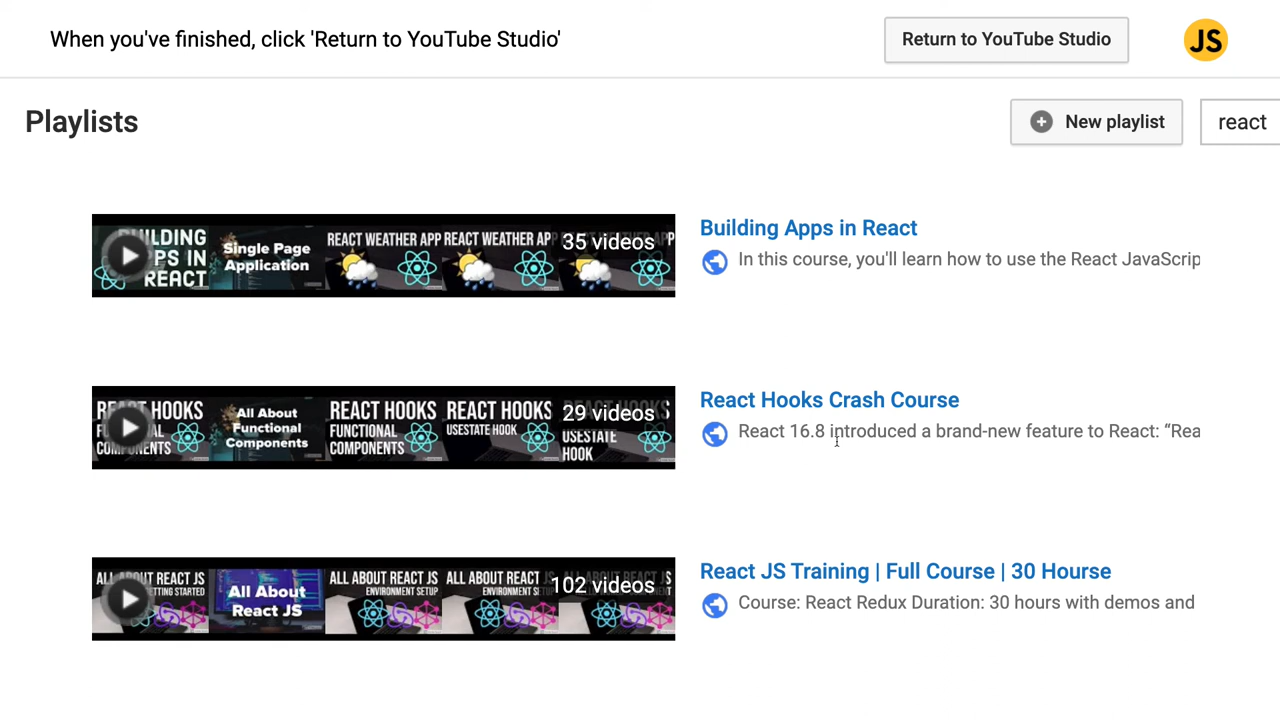 When you've finished, click 'Return to YouTube Studio'
Return to YouTube Studio
JS
Playlists
New playlist
react
BUILDING
APPS IN
REACT
Single Page
Application
REACT WEATHER APP
REACT WEATHER APP
35 videos
Building Apps in React
In this course, you'll learn how to use the React JavaScrip
REACT HOOKS
FUNCTIONAL
COMPONENTS
All About
Functional
Components
REACT HOOKS
FUNCTIONAL
COMPONENTS
REACT HOOKS
USESTATE HOOK
USESTATE
HOOK
29 videos
React Hooks Crash Course
React 16.8 introduced a brand-new feature to React: “Rea
ALL ABOUT REACT JS
GETTING STARTED
All About
React JS
ALL ABOUT REACT JS
ENVIRONMENT SETUP
ALL ABOUT REACT
102 videos
React JS Training | Full Course | 30 Hourse
Course: React Redux Duration: 30 hours with demos and